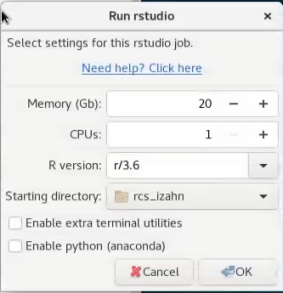 Run rstudio ×
Select settings for this rstudio job.
Need help? Click here
Memory (Gb): 20 − +
CPUs: 1 − +
R version: r/3.6
Starting directory: rcs_izahn
Enable extra terminal utilities
Enable python (anaconda)
Cancel OK